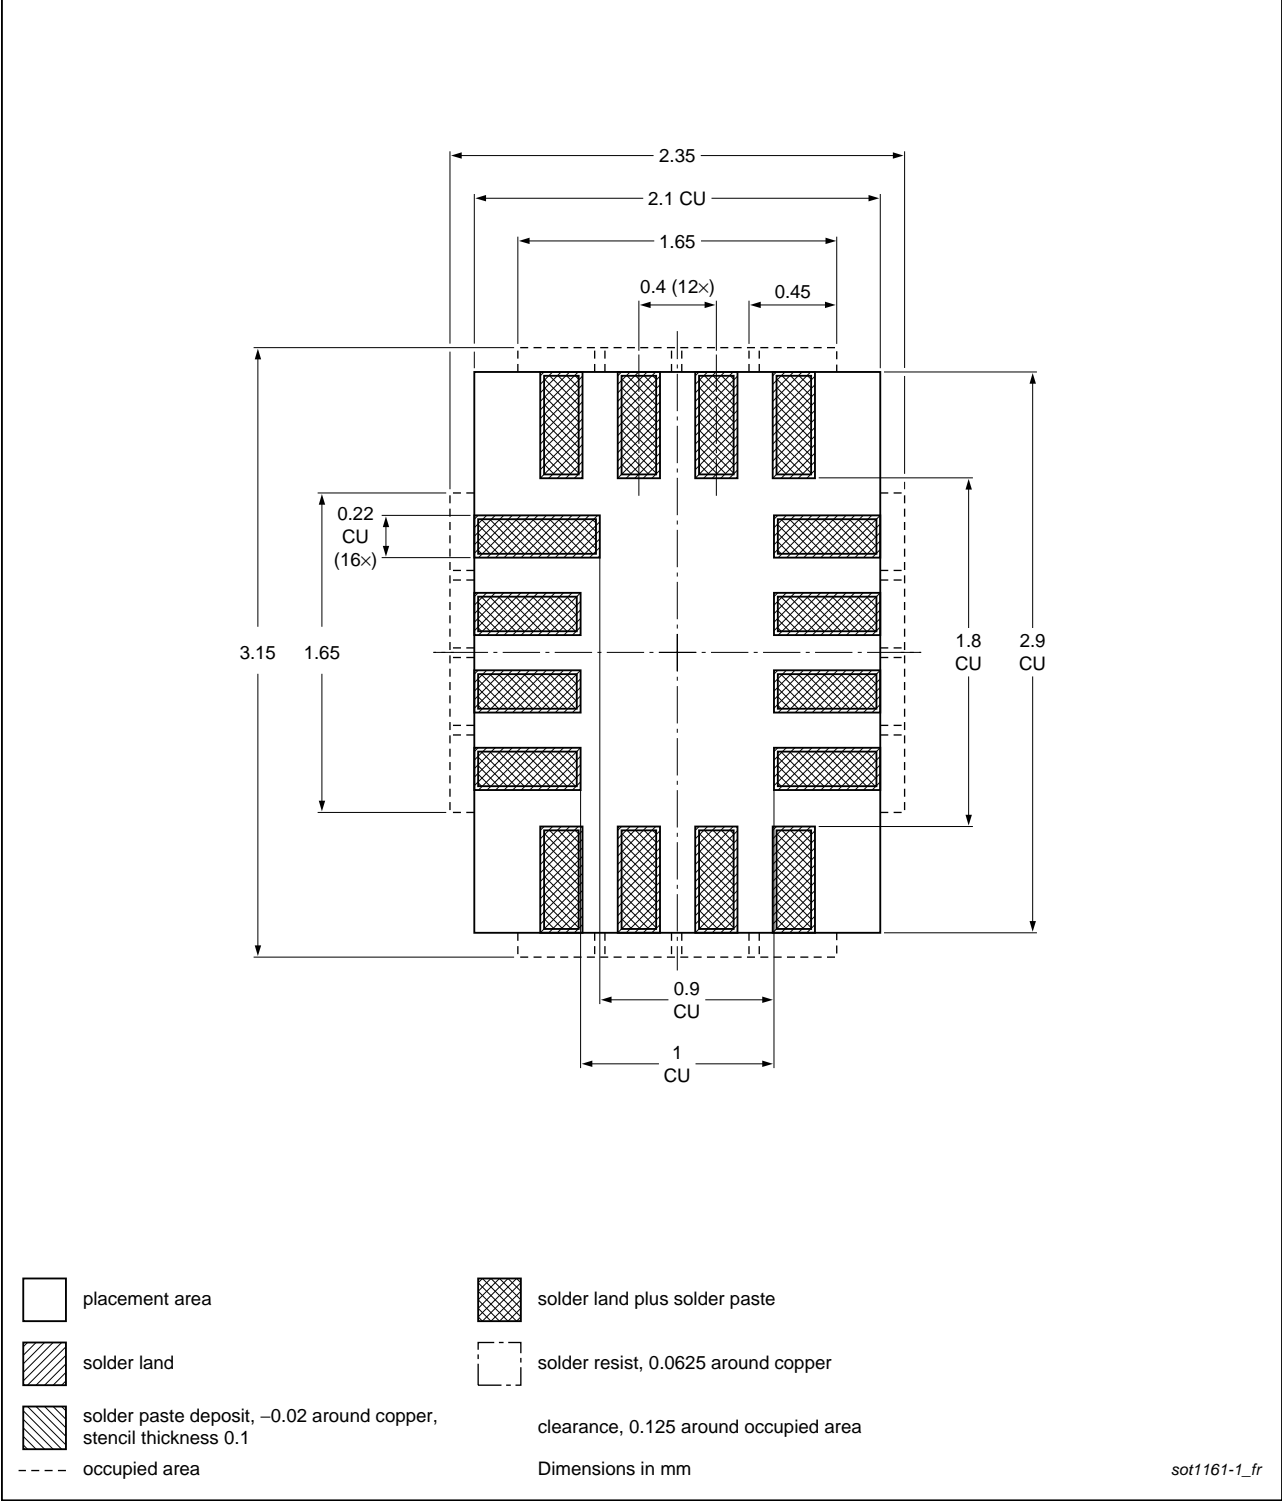 2.35
2.1 CU
1.65
0.4 (12×)
0.45
0.22
CU
(16×)
3.15
1.65
1.8
CU
2.9
CU
0.9
CU
1
CU
placement area
solder land plus solder paste
solder land
solder resist, 0.0625 around copper
solder paste deposit, −0.02 around copper,
stencil thickness 0.1
clearance, 0.125 around occupied area
occupied area
Dimensions in mm
sot1161-1_fr